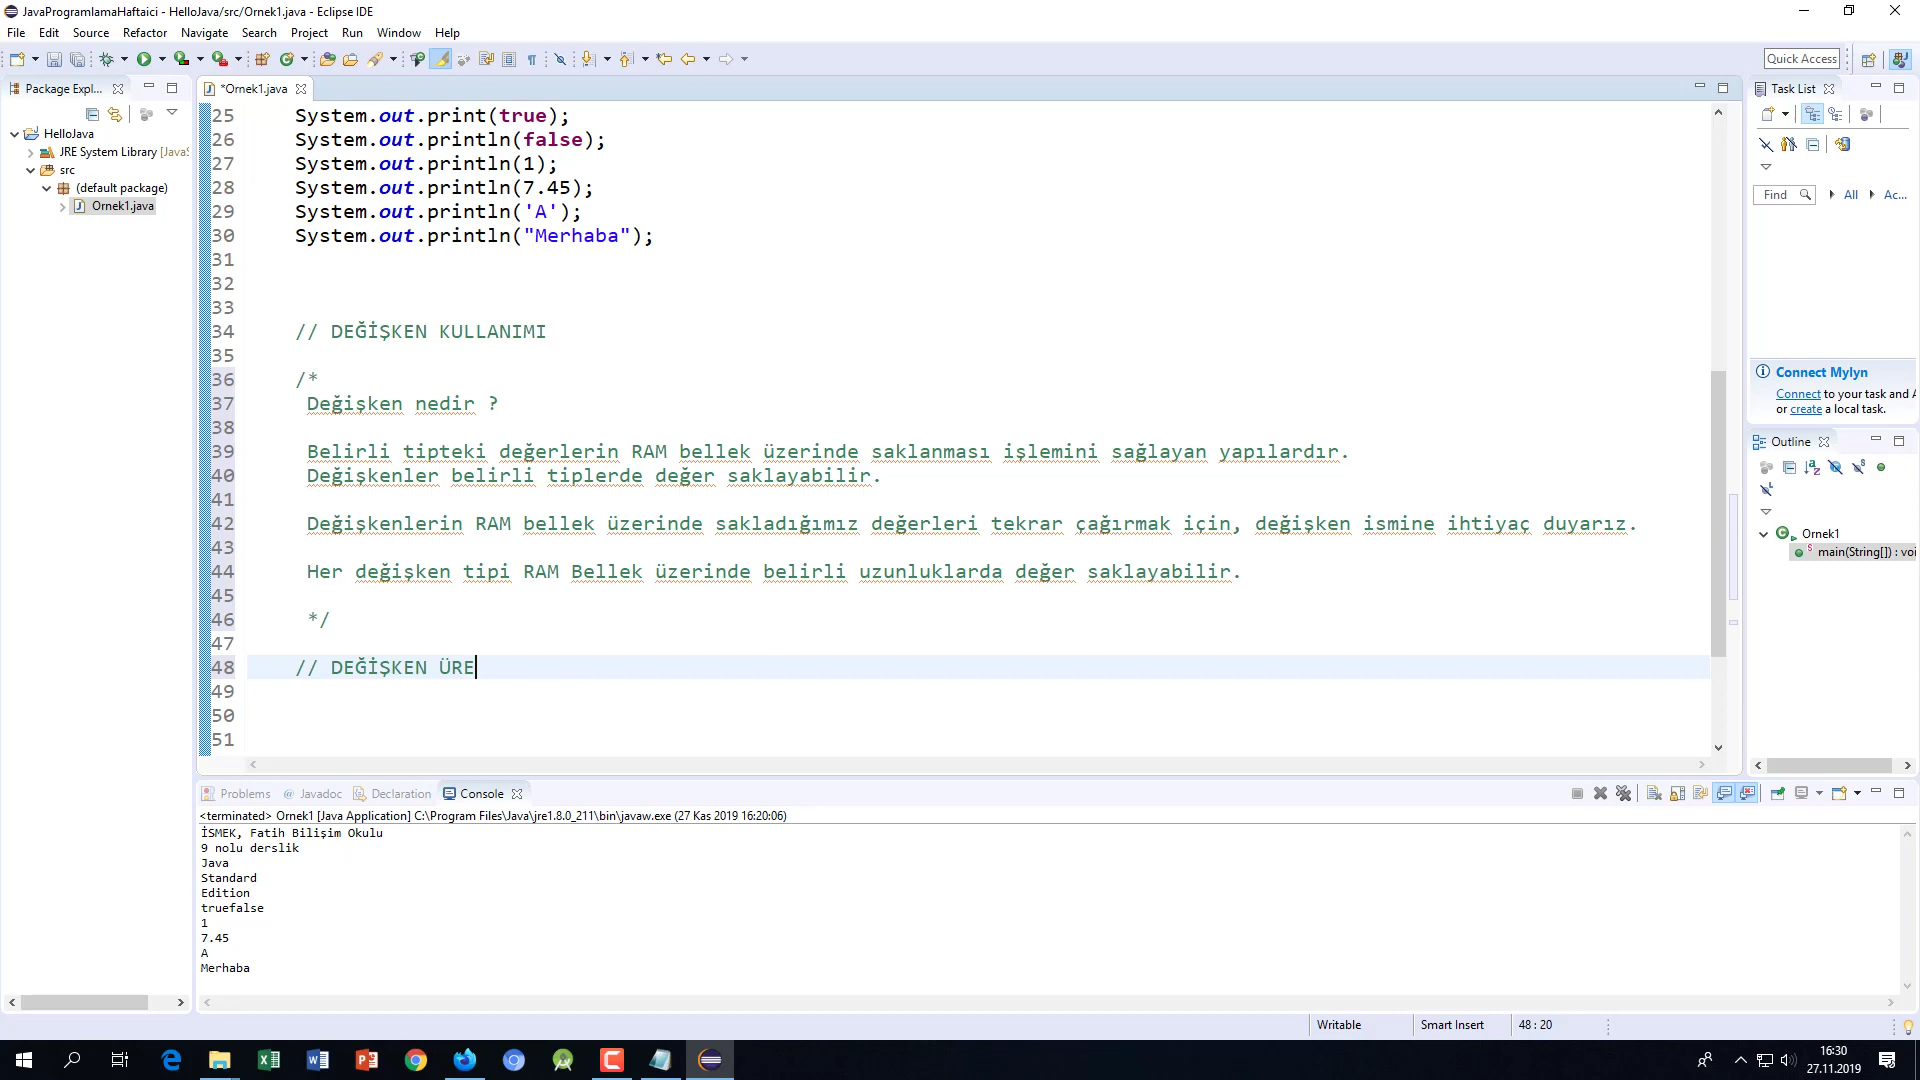 JavaProgramlamaHaftaici - HelloJava/src/Ornek1.java - Eclipse IDE
File Edit Source Refactor Navigate Search Project Run Window Help
Quick Access
Package Expl...
HelloJava
JRE System Library [JavaS
src
(default package)
Ornek1.java
*Ornek1.java
25 System.out.print(true);
26 System.out.println(false);
27 System.out.println(1);
28 System.out.println(7.45);
29 System.out.println('A');
30 System.out.println("Merhaba");
31
32
33
34 // DEĞİŞKEN KULLANIMI
35
36 /*
37 Değişken nedir ?
38
39 Belirli tipteki değerlerin RAM bellek üzerinde saklanması işlemini sağlayan yapılardır.
40 Değişkenler belirli tiplerde değer saklayabilir.
41
42 Değişkenlerin RAM bellek üzerinde sakladığımız değerleri tekrar çağırmak için, değişken ismine ihtiyaç duyarız.
43
44 Her değişken tipi RAM Bellek üzerinde belirli uzunluklarda değer saklayabilir.
45
46 */
47
48 // DEĞİŞKEN ÜRE
49
50
51
Task List
Find All Ac...
Connect Mylyn
Connect to your task and A
or create a local task.
Outline
Ornek1
main(String[]) : voi
Problems @ Javadoc Declaration Console
<terminated> Ornek1 [Java Application] C:\Program Files\Java\jre1.8.0_211\bin\javaw.exe (27 Kas 2019 16:20:06)
İSMEK, Fatih Bilişim Okulu
9 nolu derslik
Java
Standard
Edition
truefalse
1
7.45
A
Merhaba
Writable Smart Insert 48 : 20
16:30
27.11.2019